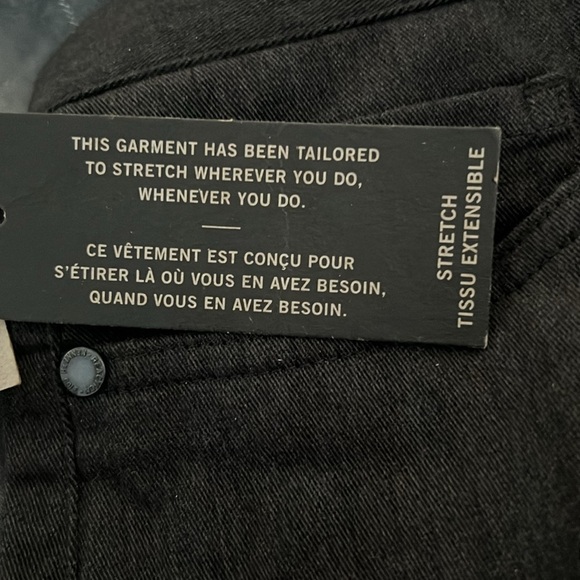 THIS GARMENT HAS BEEN TAILORED
TO STRETCH WHEREVER YOU DO,
WHENEVER YOU DO.
CE VÊTEMENT EST CONÇU POUR
S'ÉTIRER LÀ OÙ VOUS EN AVEZ BESOIN,
QUAND VOUS EN AVEZ BESOIN.
STRETCH
TISSU EXTENSIBLE